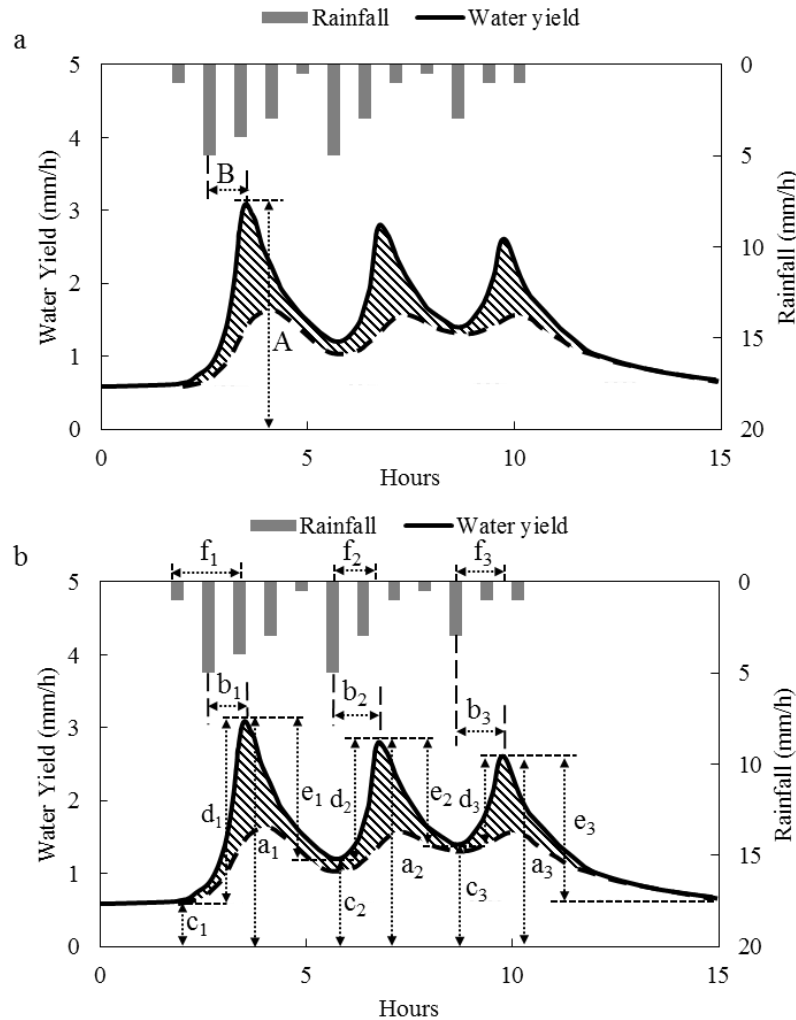 a
Rainfall Water yield
5 0
4 5
3 10
2 15
1
0 20
B
A
Water Yield (mm/h)
Rainfall (mm/h)
0 5 10 15
Hours
b
Rainfall Water yield
f₁ f₂ f₃
5 0
4 5
3 10
2 15
1
0 20
b₁ b₂ b₃
d₁ a₁ e₁ d₂ e₂ d₃ e₃
c₁ c₂ a₂ c₃ a₃
Water Yield (mm/h)
Rainfall (mm/h)
0 5 10 15
Hours